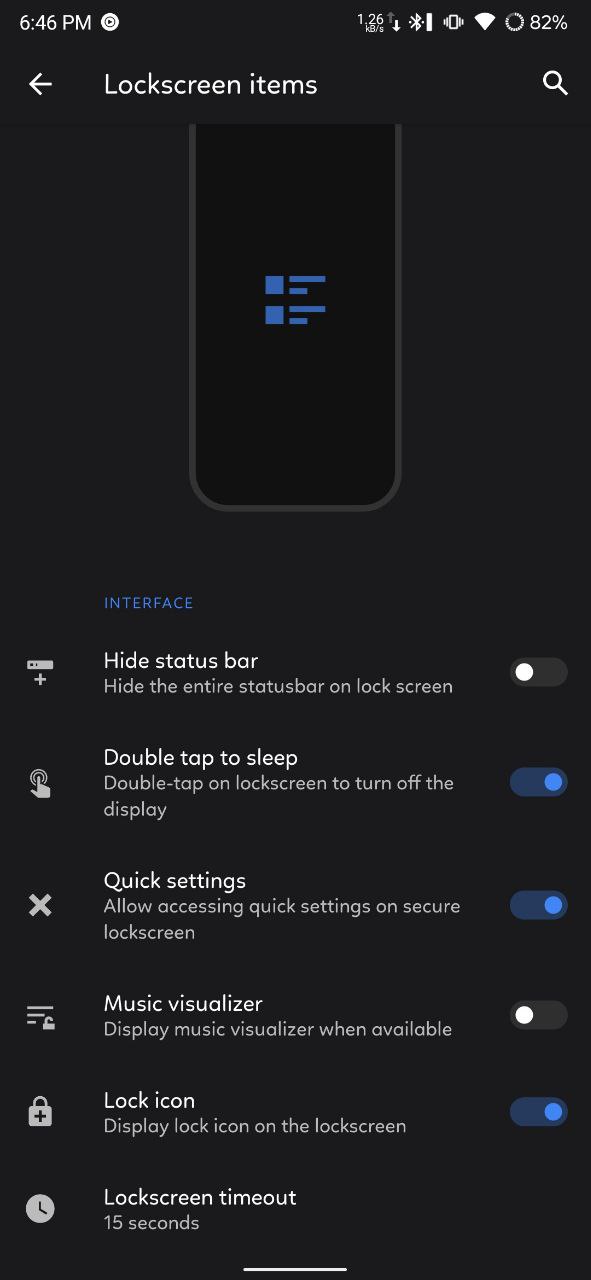 6:46 PM 1.26 kB/s 82%
Lockscreen items
INTERFACE
Hide status bar
Hide the entire statusbar on lock screen
Double tap to sleep
Double-tap on lockscreen to turn off the
display
Quick settings
Allow accessing quick settings on secure
lockscreen
Music visualizer
Display music visualizer when available
Lock icon
Display lock icon on the lockscreen
Lockscreen timeout
15 seconds